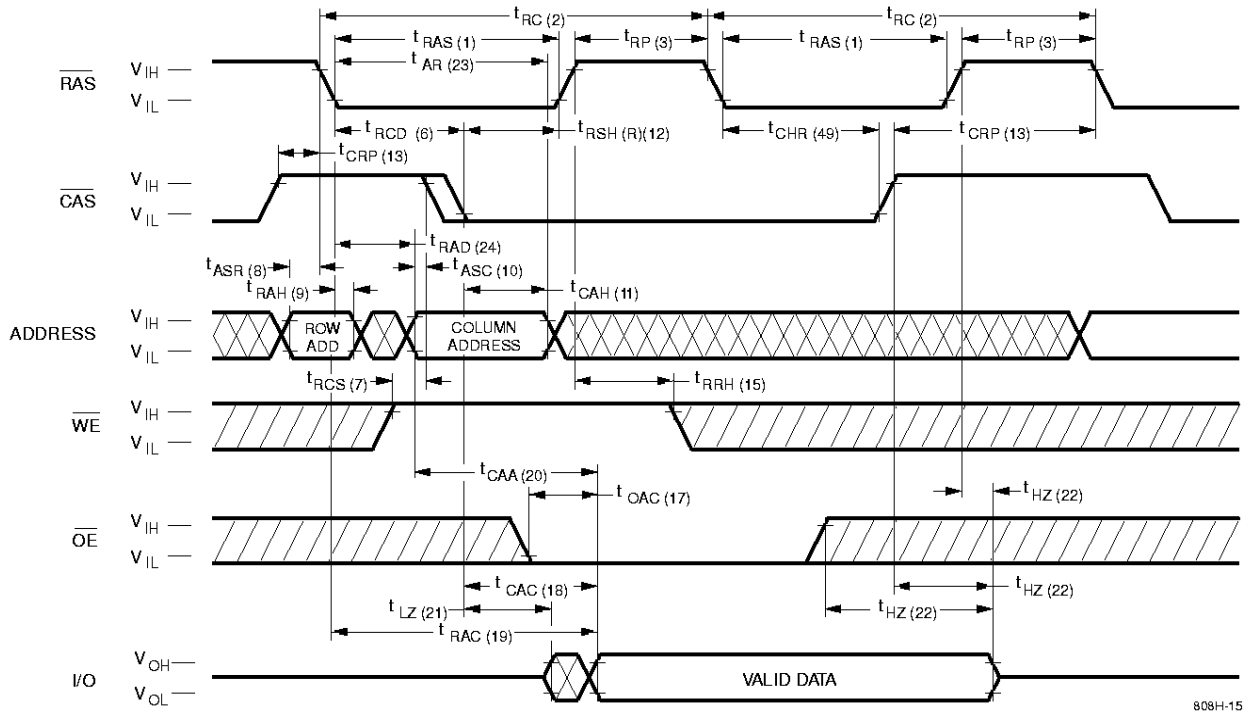 t RC (2) t RC (2)
t RAS (1) t RP (3) t RAS (1) t RP (3)
t AR (23)
RAS V IH
V IL
t RCD (6) t RSH (R)(12) t CHR (49) t CRP (13)
t CRP (13)
CAS V IH
V IL
t RAD (24)
t ASR (8) t ASC (10)
t RAH (9) t CAH (11)
ADDRESS V IH
V IL
ROW
ADD
COLUMN
ADDRESS
t RCS (7) t RRH (15)
WE V IH
V IL
t CAA (20)
t OAC (17) t HZ (22)
OE V IH
V IL
t CAC (18) t HZ (22)
t LZ (21) t HZ (22)
t RAC (19)
I/O V OH
V OL
VALID DATA
808H-15